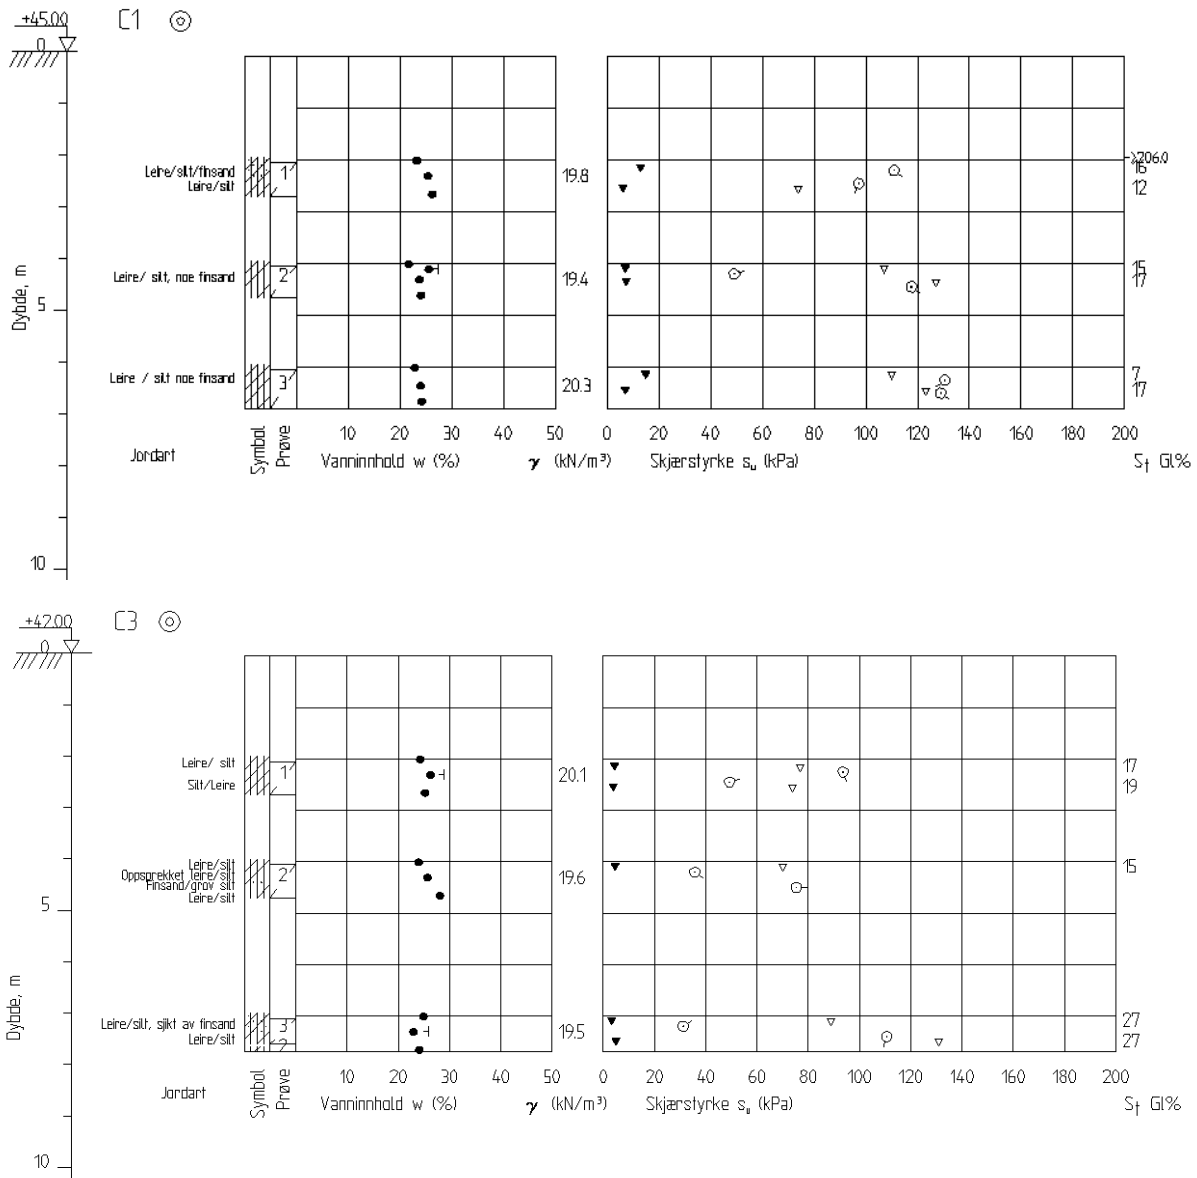 +45.00
C1
0
Leire/silt/finsand
Leire/silt
1
19.8
>206.0
16
12
Leire/ silt, noe finsand
2
19.4
15
17
Dybde, m
5
Leire / silt noe finsand
3
20.3
7
17
10 20 30 40 50
0 20 40 60 80 100 120 140 160 180 200
Jordart
Symbol
Prøve
Vanninnhold w (%)
γ (kN/m³)
Skjærstyrke su (kPa)
St Gl%
10
+42.00
C3
0
Leire/ silt
Silt/Leire
1
20.1
17
19
Leire/silt
Oppsprekket leire/silt
Finsand/grov silt
Leire/silt
2
19.6
15
5
Dybde, m
Leire/silt, sjikt av finsand
Leire/silt
3
19.5
27
27
10 20 30 40 50
0 20 40 60 80 100 120 140 160 180 200
Jordart
Symbol
Prøve
Vanninnhold w (%)
γ (kN/m³)
Skjærstyrke su (kPa)
St Gl%
10